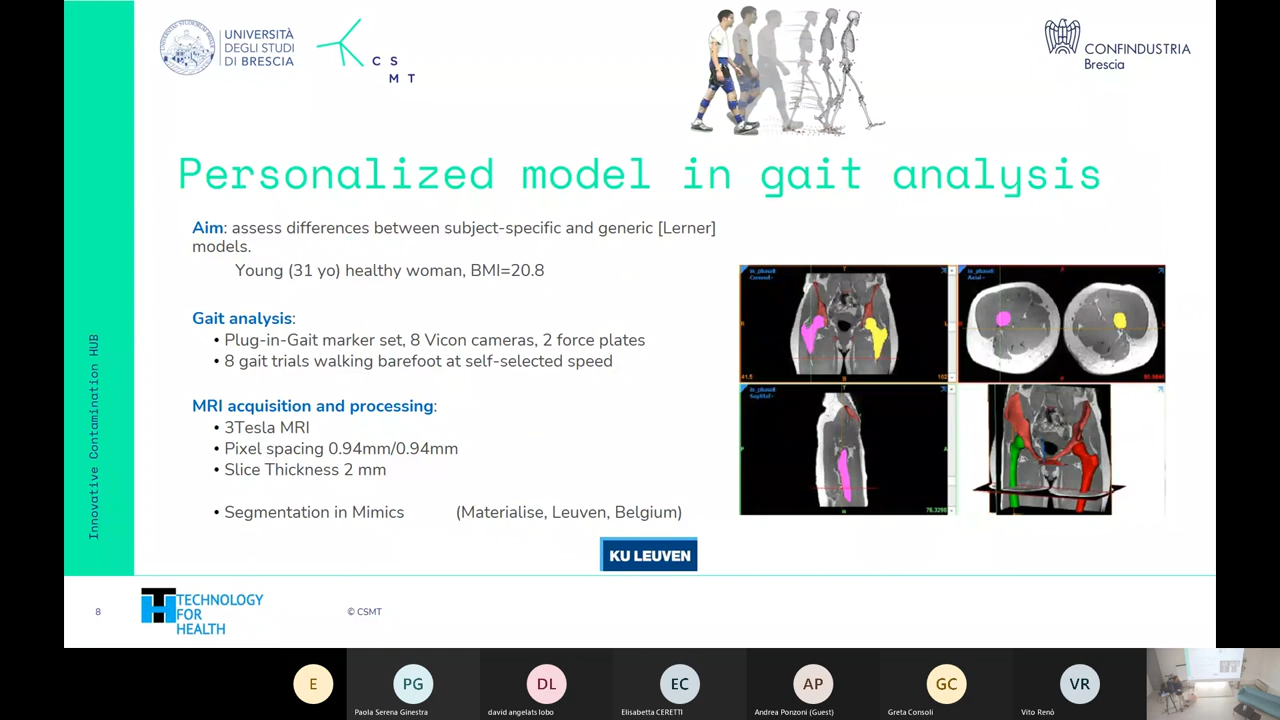 UNIVERSITÀ
DEGLI STUDI
DI BRESCIA
C S
M T
CONFINDUSTRIA
Brescia
Personalized model in gait analysis
Aim: assess differences between subject-specific and generic [Lerner]
models.
Young (31 yo) healthy woman, BMI=20.8
Gait analysis:
• Plug-in-Gait marker set, 8 Vicon cameras, 2 force plates
• 8 gait trials walking barefoot at self-selected speed
MRI acquisition and processing:
• 3Tesla MRI
• Pixel spacing 0.94mm/0.94mm
• Slice Thickness 2 mm
• Segmentation in Mimics (Materialise, Leuven, Belgium)
KU LEUVEN
Innovative Contamination HUB
8
TH TECHNOLOGY
FOR
HEALTH
© CSMT
E
PG
DL
EC
AP
GC
VR
Paola Serena Ginestra
david angelats lobo
Elisabetta CERETTI
Andrea Ponzoni (Guest)
Greta Consoli
Vito Renò